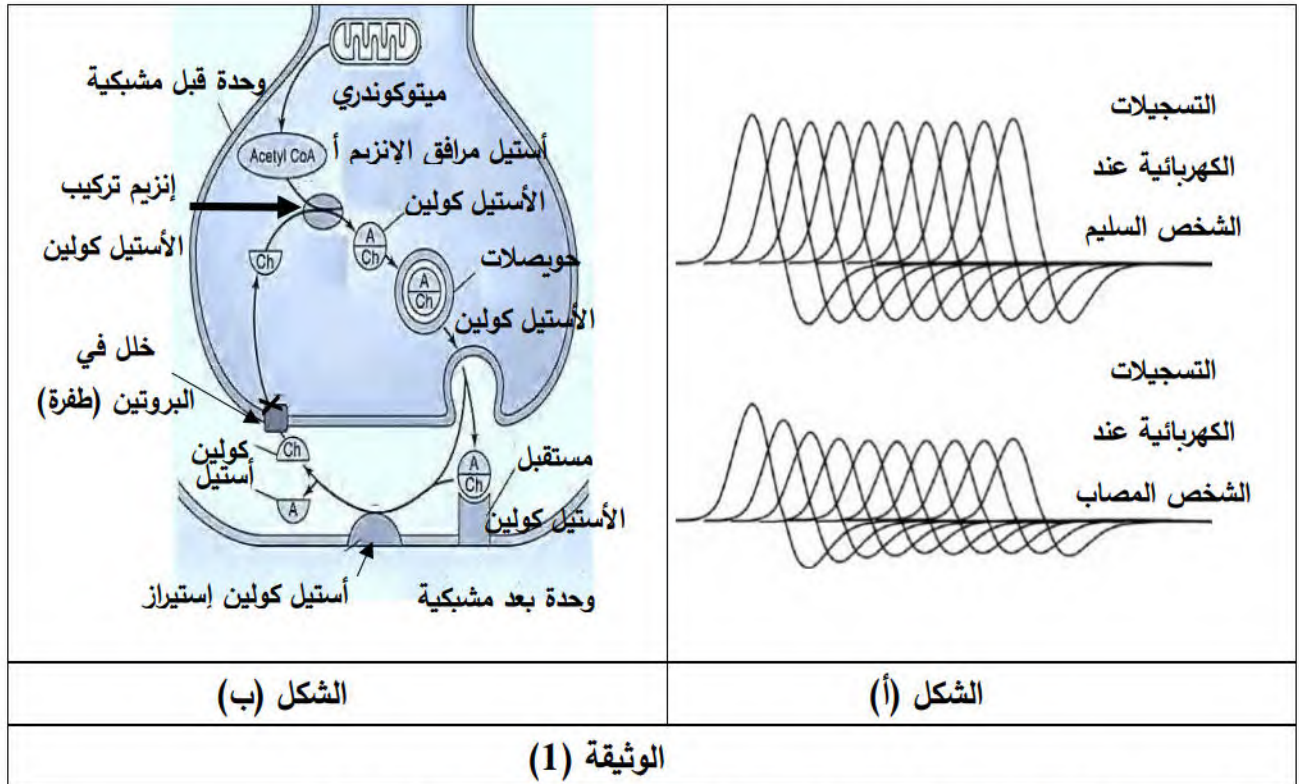 التسجيلات
الكهربائية عند
الشخص السليم
التسجيلات
الكهربائية عند
الشخص المصاب
وحدة قبل مشبكية
ميتوكوندري
Acetyl CoA
أستيل مرافق الإنزيم أ
إنزيم تركيب
الأستيل كولين
الأستيل كولين
A
Ch
Ch
حويصلات
الأستيل كولين
A
Ch
خلل في
البروتين (طفرة)
كولين
Ch
أستيل
A
A
Ch
مستقبل
الأستيل كولين
أستيل كولين إستيراز
وحدة بعد مشبكية
الشكل (أ)
الشكل (ب)
الوثيقة (1)